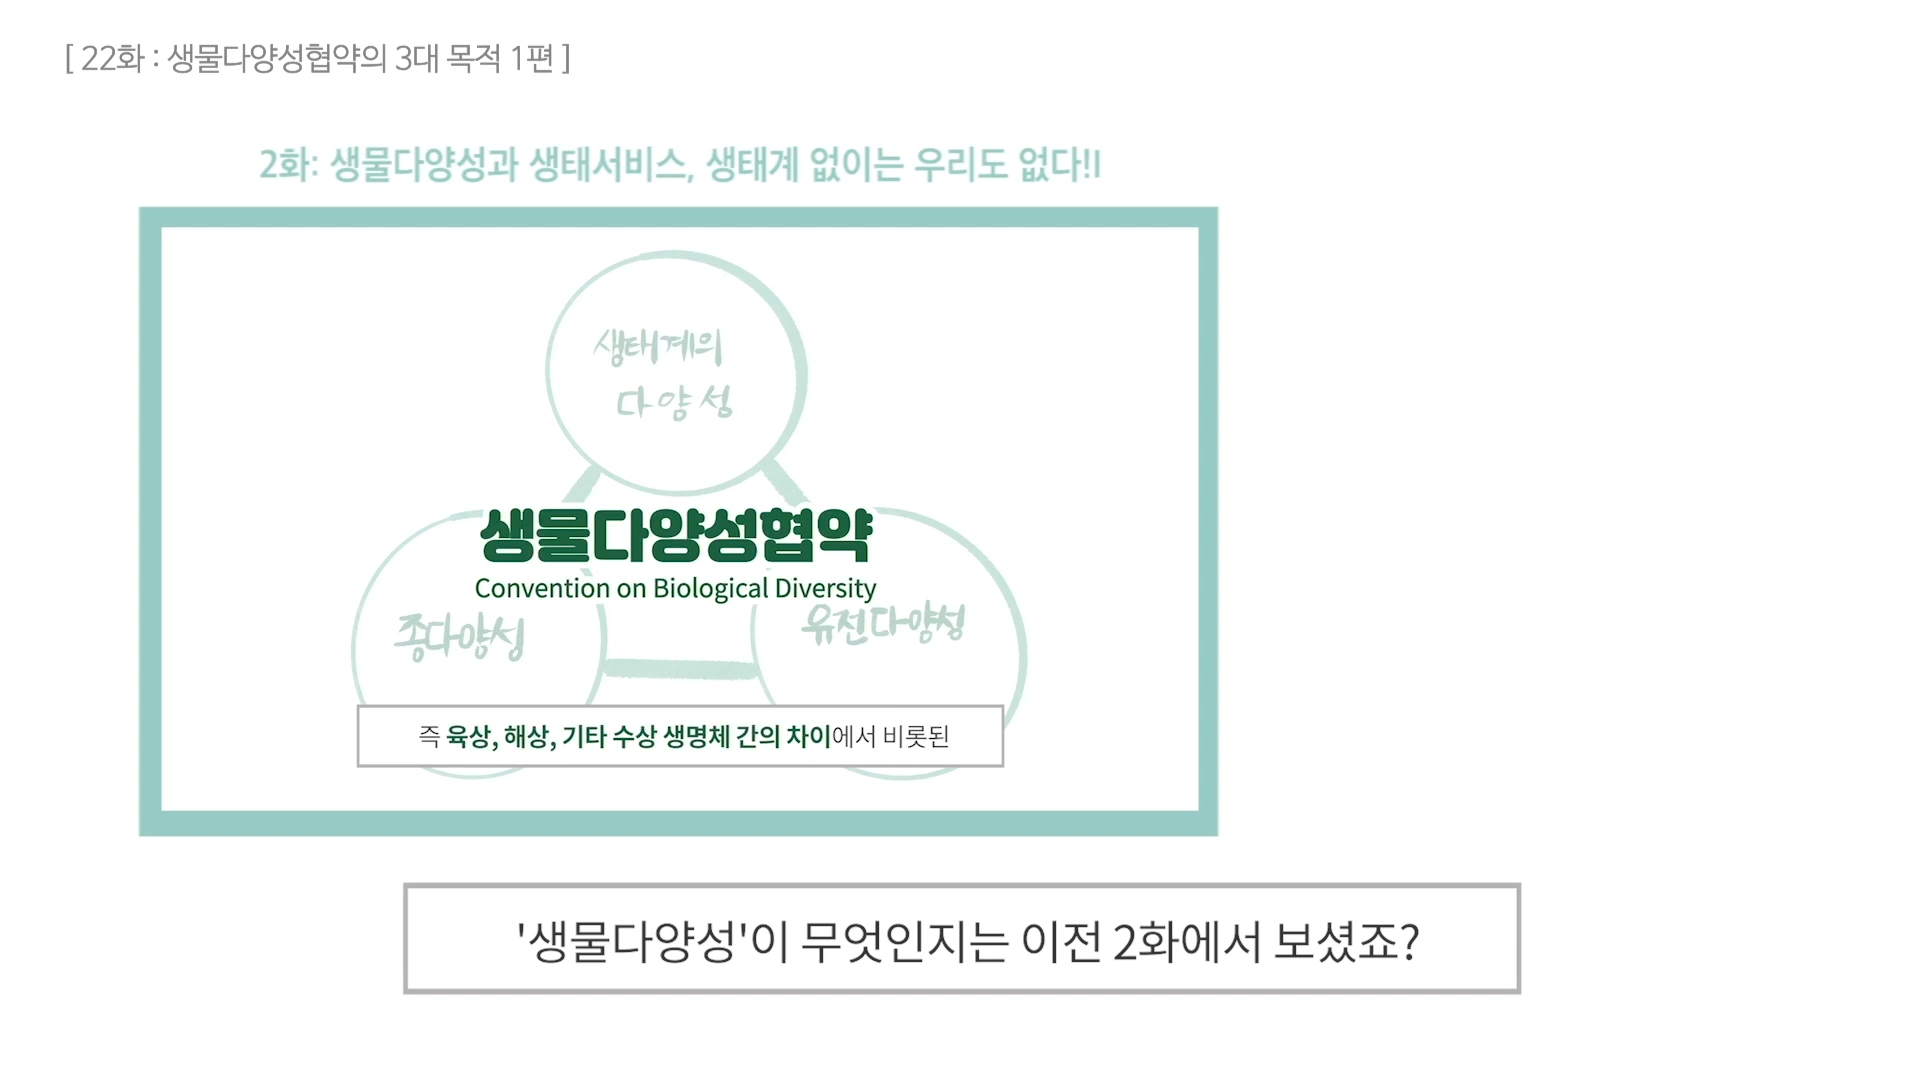 [ 22화 : 생물다양성협약의 3대 목적 1편 ]
2화: 생물다양성과 생태서비스, 생태계 없이는 우리도 없다!!
생태계의
다양성
생물다양성협약
Convention on Biological Diversity
종다양성
유전다양성
즉 육상, 해상, 기타 수상 생명체 간의 차이에서 비롯된
'생물다양성'이 무엇인지는 이전 2화에서 보셨죠?